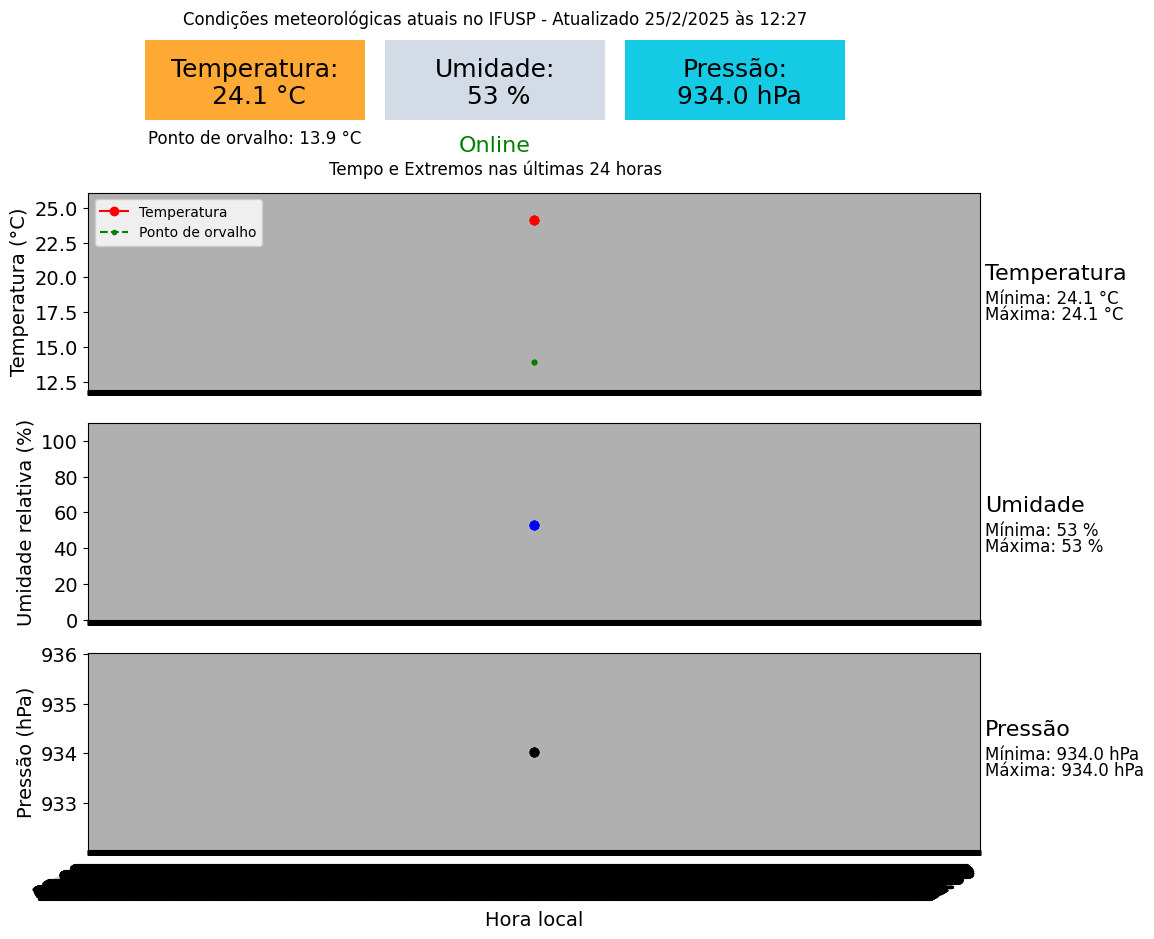 Condições meteorológicas atuais no IFUSP - Atualizado 25/2/2025 às 12:27
Temperatura:
24.1 °C
Umidade:
53 %
Pressão:
934.0 hPa
Ponto de orvalho: 13.9 °C
Online
Tempo e Extremos nas últimas 24 horas
Temperatura (°C)
25.0
22.5
20.0
17.5
15.0
12.5
Temperatura
Ponto de orvalho
Temperatura
Mínima: 24.1 °C
Máxima: 24.1 °C
Umidade relativa (%)
100
80
60
40
20
0
Umidade
Mínima: 53 %
Máxima: 53 %
Pressão (hPa)
936
935
934
933
Pressão
Mínima: 934.0 hPa
Máxima: 934.0 hPa
Hora local